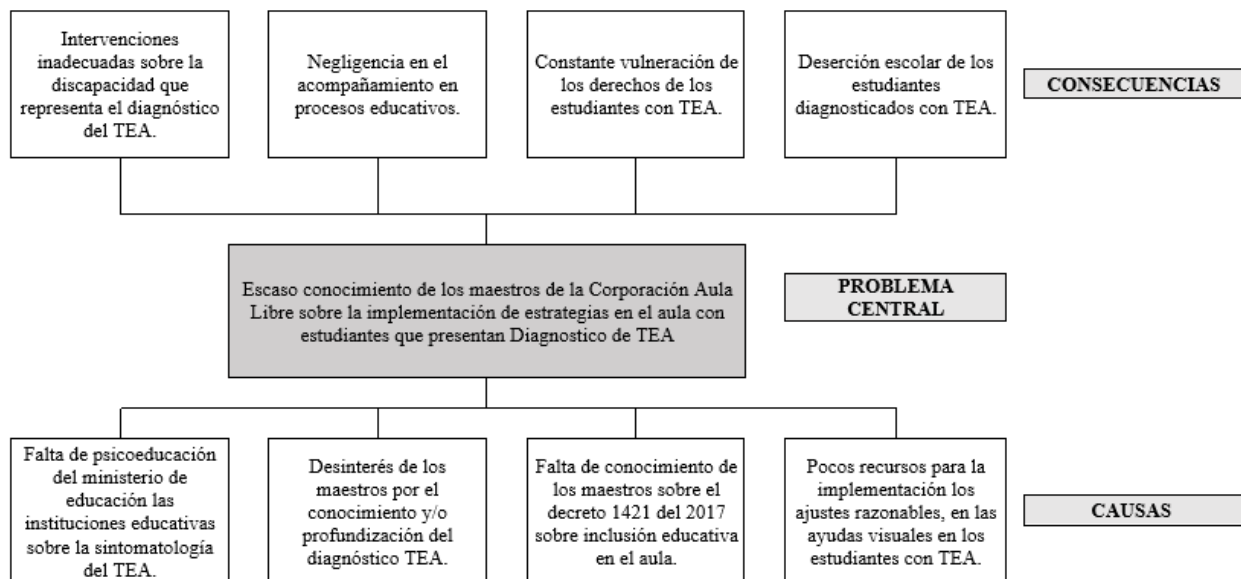 Intervenciones
inadecuadas sobre la
discapacidad que
representa el diagnóstico
del TEA.
Negligencia en el
acompañamiento en
procesos educativos.
Constante vulneración de
los derechos de los
estudiantes con TEA.
Deserción escolar de los
estudiantes
diagnosticados con TEA.
CONSECUENCIAS
Escaso conocimiento de los maestros de la Corporación Aula
Libre sobre la implementación de estrategias en el aula con
estudiantes que presentan Diagnostico de TEA
PROBLEMA
CENTRAL
Falta de psicoeducación
del ministerio de
educación las
instituciones educativas
sobre la sintomatología
del TEA.
Desinterés de los
maestros por el
conocimiento y/o
profundización del
diagnóstico TEA.
Falta de conocimiento de
los maestros sobre el
decreto 1421 del 2017
sobre inclusión educativa
en el aula.
Pocos recursos para la
implementación los
ajustes razonables, en las
ayudas visuales en los
estudiantes con TEA.
CAUSAS